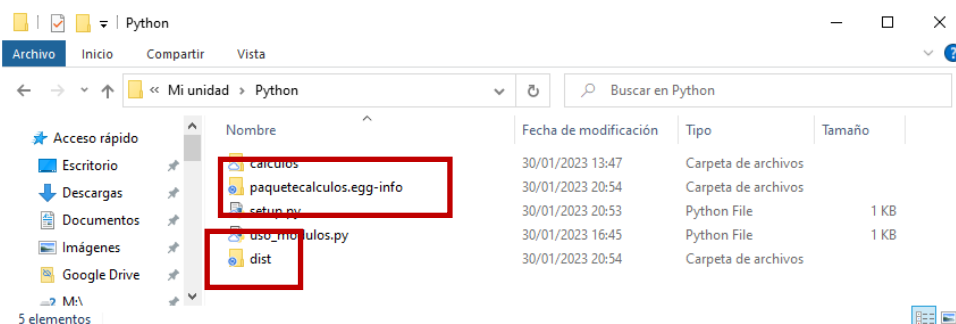 Python
Archivo Inicio Compartir Vista
Mi unidad Python Buscar en Python
Acceso rápido Nombre Fecha de modificación Tipo Tamaño
Escritorio calculos 30/01/2023 13:47 Carpeta de archivos
Descargas paquetecalculos.egg-info 30/01/2023 20:54 Carpeta de archivos
Documentos setup.py 30/01/2023 20:53 Python File 1 KB
Imágenes uso_modulos.py 30/01/2023 16:45 Python File 1 KB
Google Drive dist 30/01/2023 20:54 Carpeta de archivos
M:\
5 elementos